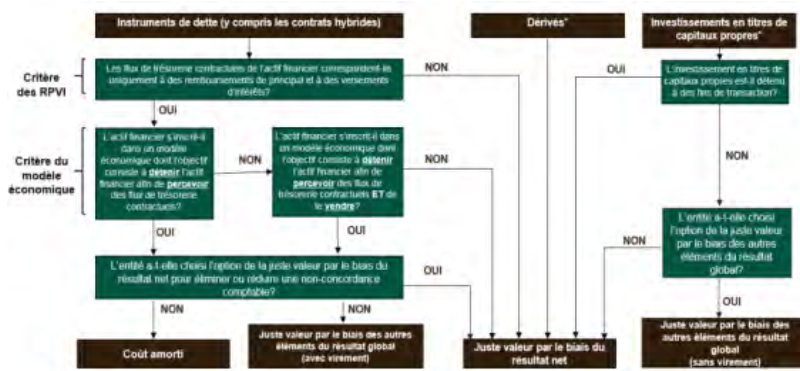 Instruments de dette (y compris les contrats hybrides)
Dérivés*
Investissements en titres de
capitaux propres*
Critère
des RPVI
Les flux de trésorerie contractuels de l'actif financier correspondent-ils
uniquement à des remboursements de principal et à des versements
d'intérêts?
NON
OUI
L'investissement en titres de
capitaux propres est-il détenu
à des fins de transaction?
OUI
NON
Critère du
modèle
économique
L'actif financier s'inscrit-il
dans un modèle
économique dont l'objectif
consiste à détenir l'actif
financier afin de percevoir
des flux de trésorerie
contractuels?
NON
L'actif financier s'inscrit-il dans
un modèle économique dont
l'objectif consiste à détenir
l'actif financier afin de
percevoir des flux de
trésorerie contractuels ET de
le vendre?
NON
OUI
OUI
L'entité a-t-elle choisi l'option de la juste valeur par le biais du
résultat net pour éliminer ou réduire une non-concordance
comptable?
OUI
L'entité a-t-elle choisi
l'option de la juste valeur
par le biais des autres
éléments du résultat
global?
NON
OUI
NON
NON
Coût amorti
Juste valeur par le biais des autres
éléments du résultat global
(avec virement)
Juste valeur par le biais du
résultat net
Juste valeur par le biais des
autres éléments du résultat
global
(sans virement)